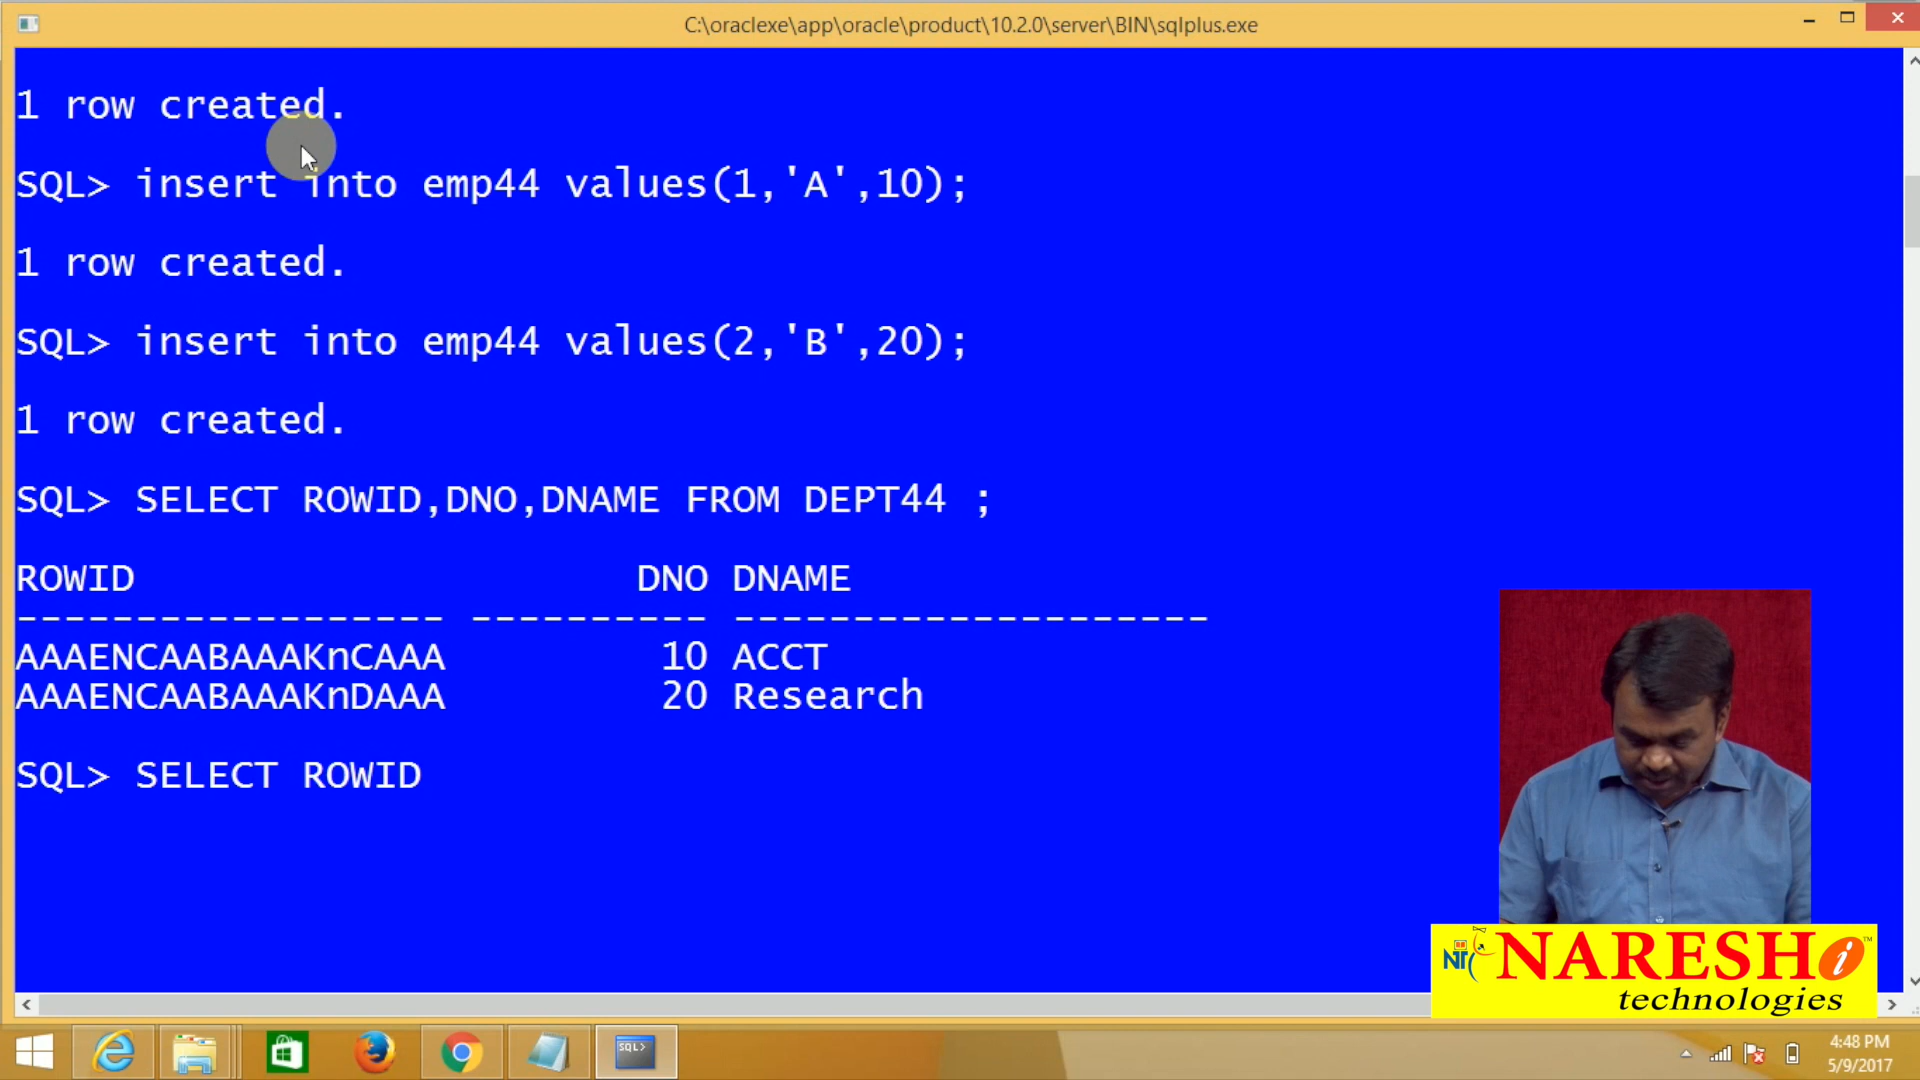 C:\oraclexe\app\oracle\product\10.2.0\server\BIN\sqlplus.exe
1 row created.
SQL> insert into emp44 values(1,'A',10);
1 row created.
SQL> insert into emp44 values(2,'B',20);
1 row created.
SQL> SELECT ROWID,DNO,DNAME FROM DEPT44 ;
ROWID DNO DNAME
------------------ ---------- --------------------
AAAENCAABAAAKnCAAA 10 ACCT
AAAENCAABAAAKnDAAA 20 Research
SQL> SELECT ROWID
NARESH i ™
technologies
SQL>
4:48 PM
5/9/2017